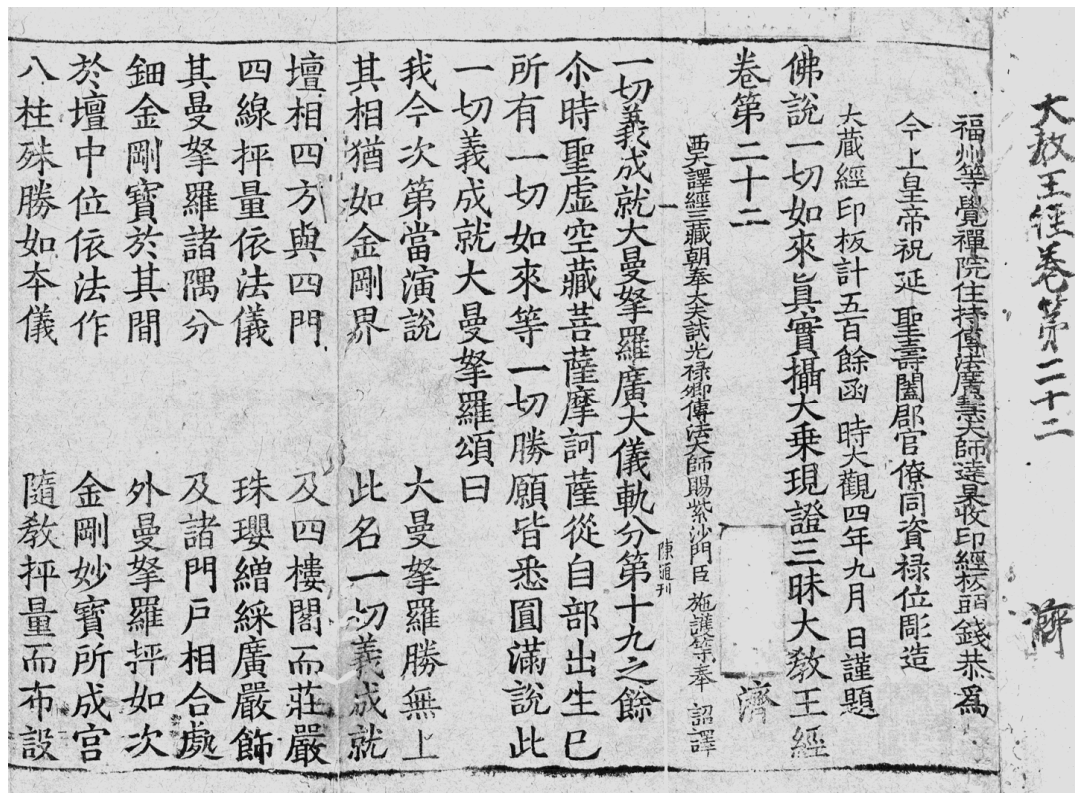 大教王經卷第二十二 濟
福州等覺禪院住持傳法廣慧大師達杲收印經板頭錢恭爲
今上皇帝祝延 聖壽闔郡官僚同資禄位彫造
大藏經印板計五百餘函 時大觀四年九月 日謹題
佛說一切如來眞實攝大乗現證三昧大教王經
卷第二十二 濟
西天譯經三藏朝奉大夫試光禄卿傳法大師賜紫沙門臣 施護等奉 詔譯
一 陳通刊
一切義成就大曼拏羅廣大儀軌分第十九之餘
尒時聖虚空藏菩薩摩訶薩從自部出生已
所有一切如來等一切勝願皆悉圓滿說此
一切義成就大曼拏羅頌曰
我今次第當演說 大曼拏羅勝無上
其相猶如金剛界 此名一切義成就
壇相四方與四門 及四樓閣而莊嚴
四線抨量依法儀 珠瓔繒綵廣嚴飾
其曼拏羅諸隅分 及諸門戸相合處
鈿金剛寶於其間 外曼拏羅抨如次
於壇中位依法作 金剛妙寶所成宫
八柱殊勝如夲儀 隨教抨量而布設